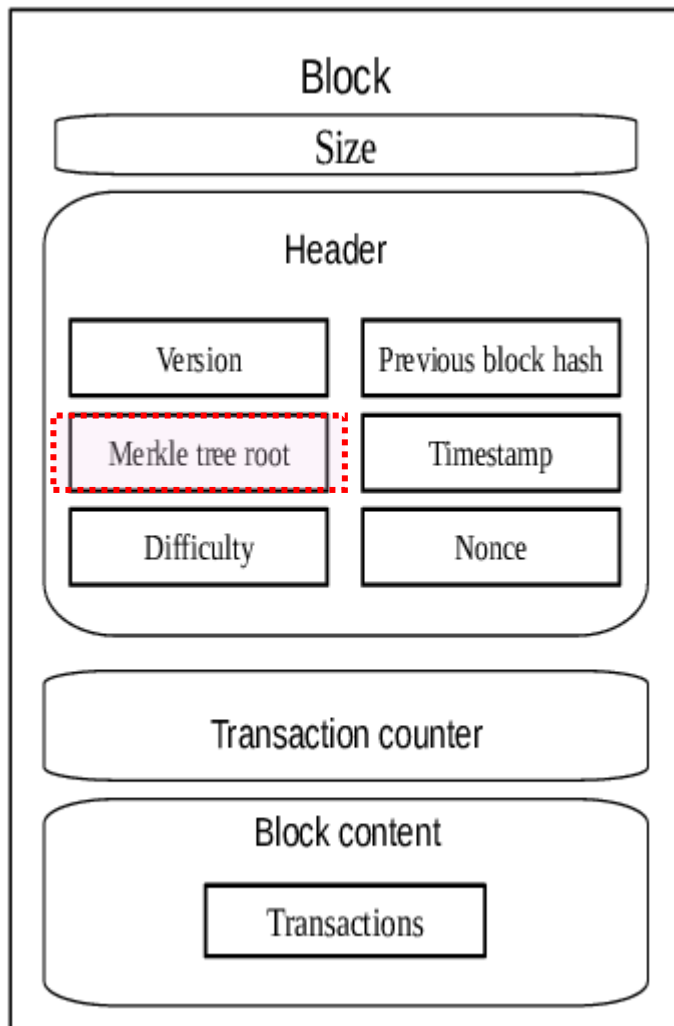 Block
Size
Header
Version
Previous block hash
Merkle tree root
Timestamp
Difficulty
Nonce
Transaction counter
Block content
Transactions